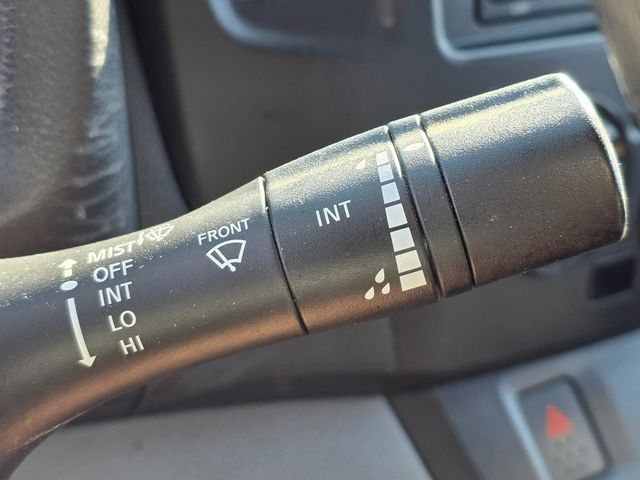 MIST
OFF
INT
LO
HI
FRONT
INT